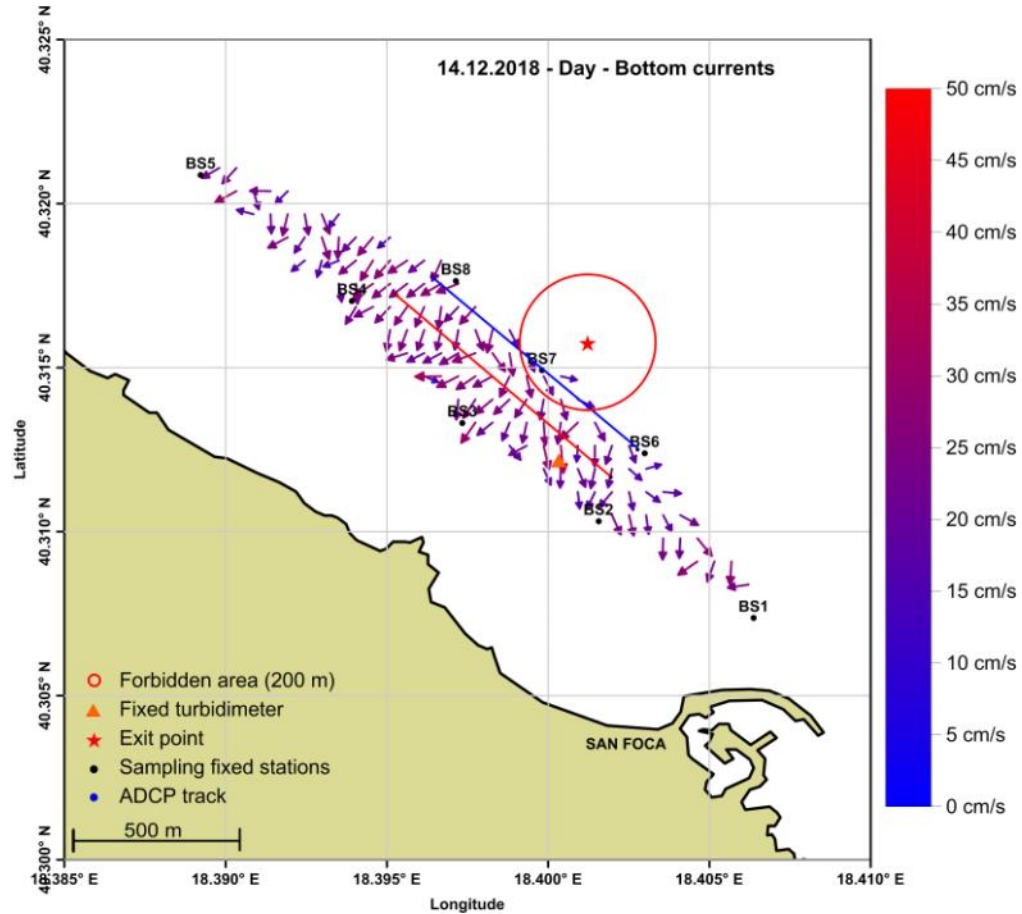 14.12.2018 - Day - Bottom currents
40.325° N
40.320° N
40.315° N
40.310° N
40.305° N
40.300° N
Latitude
BS5
BS8
BS4
BS7
BS3
BS6
BS2
BS1
SAN FOCA
Forbidden area (200 m)
Fixed turbidimeter
Exit point
Sampling fixed stations
ADCP track
500 m
18.385° E
18.390° E
18.395° E
18.400° E
18.405° E
18.410° E
Longitude
50 cm/s
45 cm/s
40 cm/s
35 cm/s
30 cm/s
25 cm/s
20 cm/s
15 cm/s
10 cm/s
5 cm/s
0 cm/s